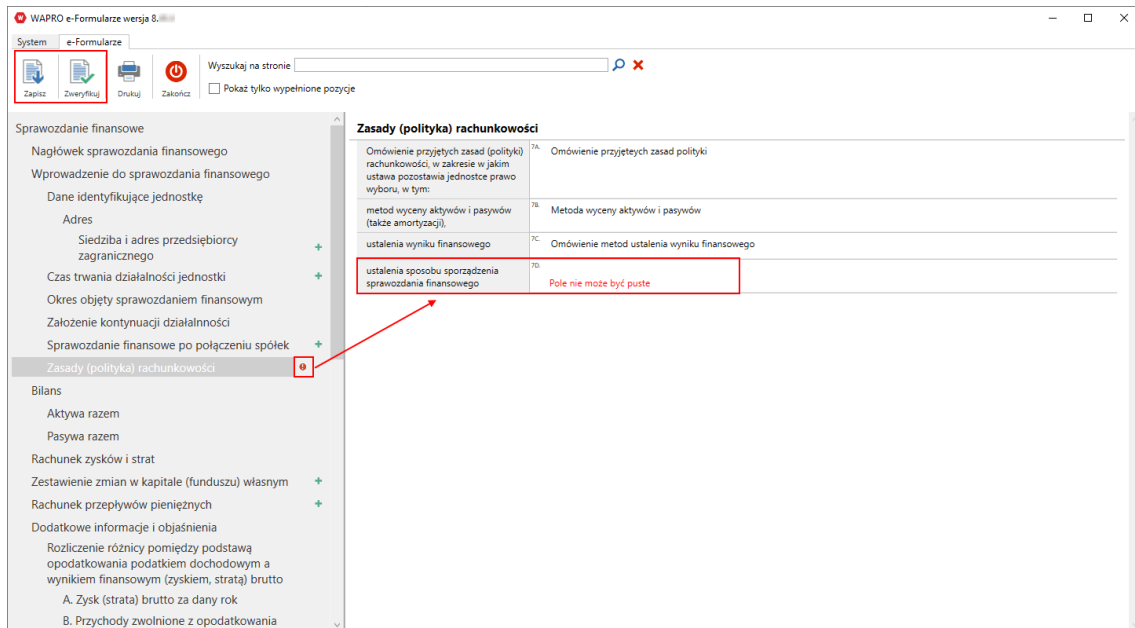 WAPRO e-Formularze wersja 8.
System e-Formularze
Zapisz Zweryfikuj Drukuj Zakończ
Wyszukaj na stronie
Pokaż tylko wypełnione pozycje
Sprawozdanie finansowe
Nagłówek sprawozdania finansowego
Wprowadzenie do sprawozdania finansowego
Dane identyfikujące jednostkę
Adres
Siedziba i adres przedsiębiorcy
zagranicznego
Czas trwania działalności jednostki
Okres objęty sprawozdaniem finansowym
Założenie kontynuacji działalnności
Sprawozdanie finansowe po połączeniu spółek
Zasady (polityka) rachunkowości
Bilans
Aktywa razem
Pasywa razem
Rachunek zysków i strat
Zestawienie zmian w kapitale (funduszu) własnym
Rachunek przepływów pieniężnych
Dodatkowe informacje i objaśnienia
Rozliczenie różnicy pomiędzy podstawą
opodatkowania podatkiem dochodowym a
wynikiem finansowym (zyskiem, stratą) brutto
A. Zysk (strata) brutto za dany rok
B. Przychody zwolnione z opodatkowania
Zasady (polityka) rachunkowości
Omówienie przyjętych zasad (polityki)
rachunkowości, w zakresie w jakim
ustawa pozostawia jednostce prawo
wyboru, w tym:
7A. Omówienie przyjęteych zasad polityki
metod wyceny aktywów i pasywów
(także amortyzacji),
7B. Metoda wyceny aktywów i pasywów
ustalenia wyniku finansowego
7C. Omówienie metod ustalenia wyniku finansowego
ustalenia sposobu sporządzenia
sprawozdania finansowego
7D.
Pole nie może być puste